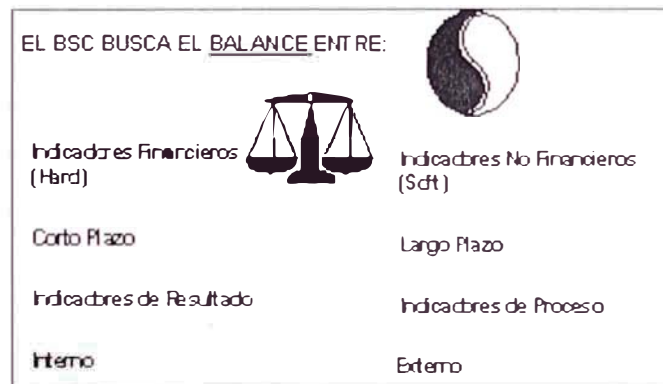 EL BSC BUSCA EL BALANCE ENTRE:
Indicadores Financieros
(Hard)
Indicadores No Financieros
(Soft)
Corto Plazo
Largo Plazo
Indicadores de Resultado
Indicadores de Proceso
Interno
Externo